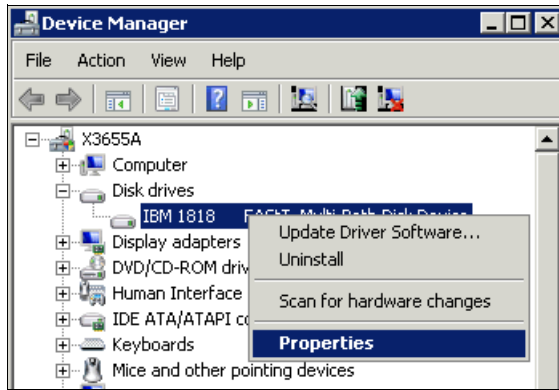 Device Manager
File Action View Help
X3655A
Computer
Disk drives
IBM 1818 FAStT Multi Path Disk Device
Update Driver Software...
Display adapters
Uninstall
DVD/CD-ROM driv
Human Interface
Scan for hardware changes
IDE ATA/ATAPI co
Keyboards
Properties
Mice and other pointing devices